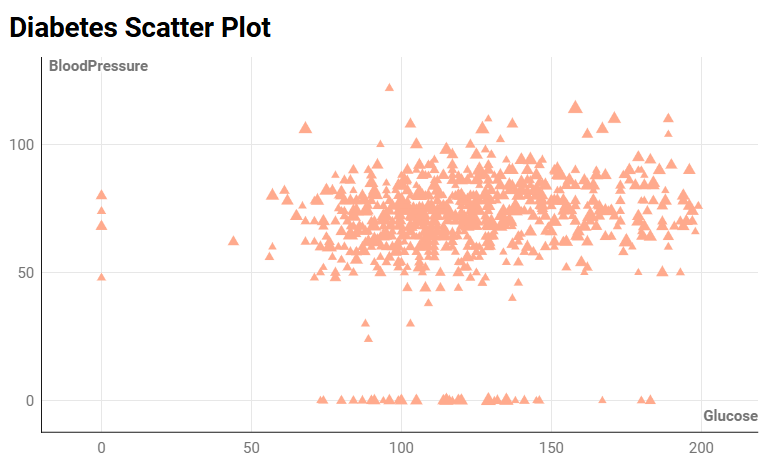 Diabetes Scatter Plot
BloodPressure
100
50
0
Glucose
0 50 100 150 200